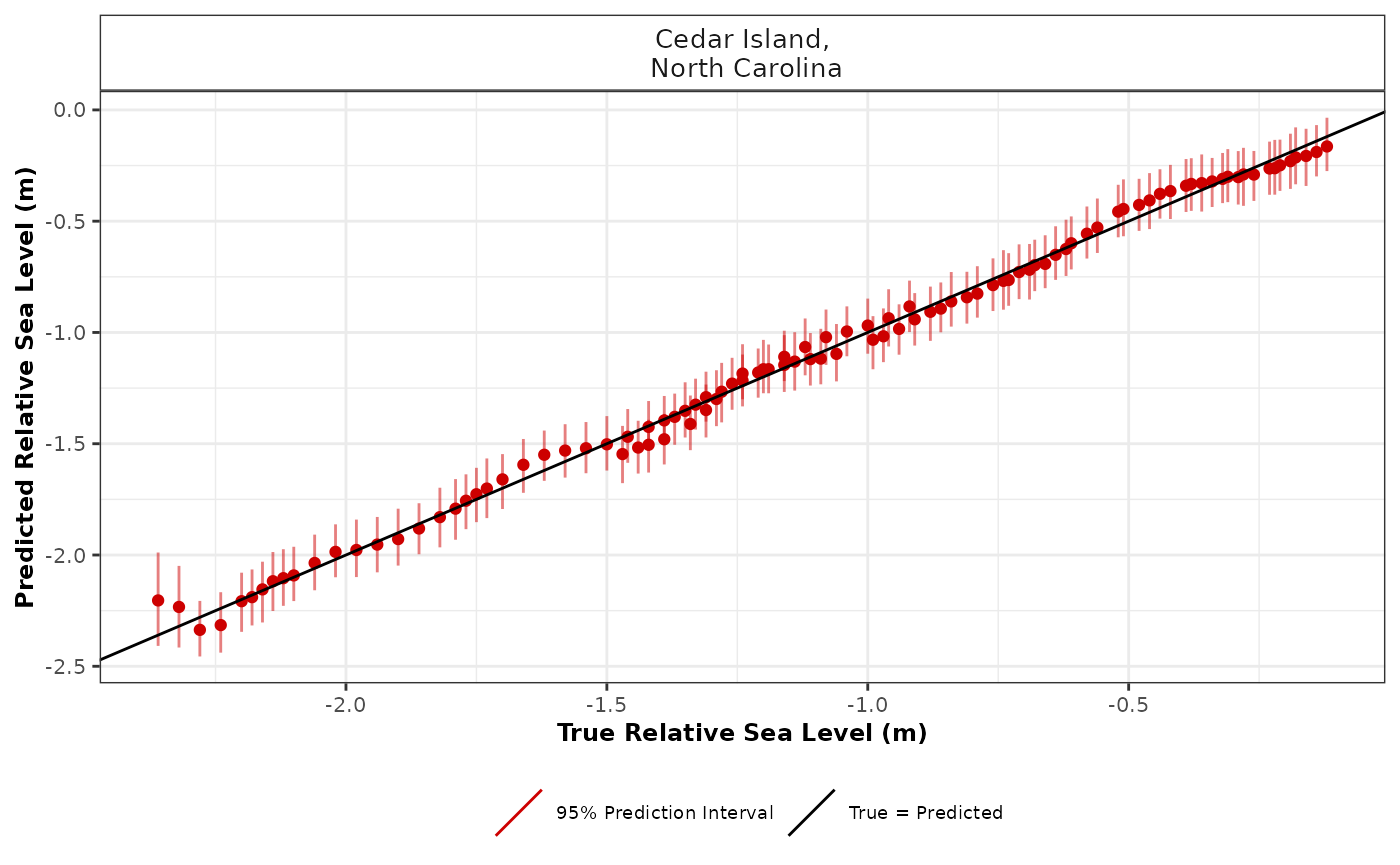 Cedar Island,
North Carolina
Predicted Relative Sea Level (m)
0.0
-0.5
-1.0
-1.5
-2.0
-2.5
-2.0
-1.5
-1.0
-0.5
True Relative Sea Level (m)
95% Prediction Interval
True = Predicted